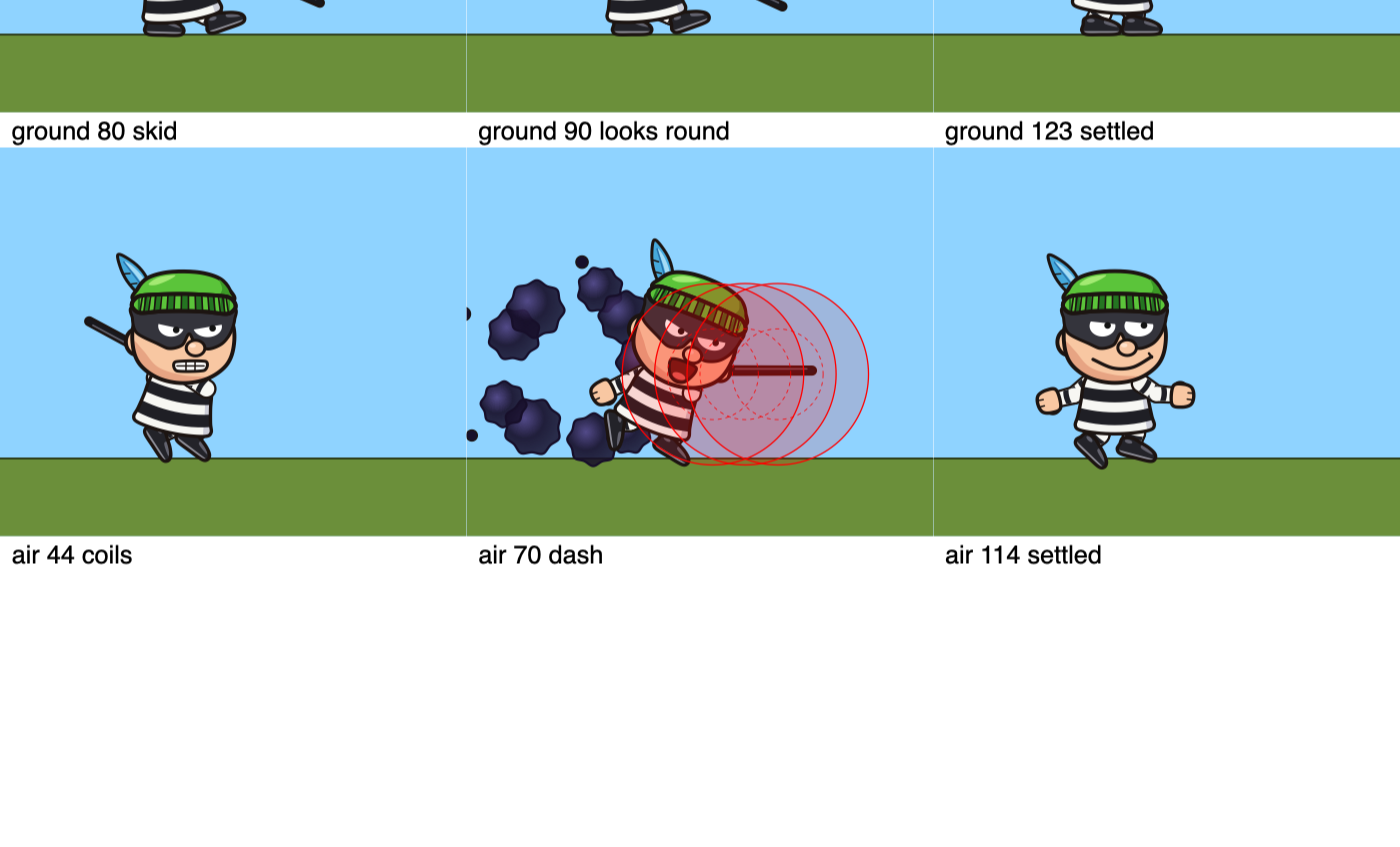 ground 80 skid
ground 90 looks round
ground 123 settled
air 44 coils
air 70 dash
air 114 settled